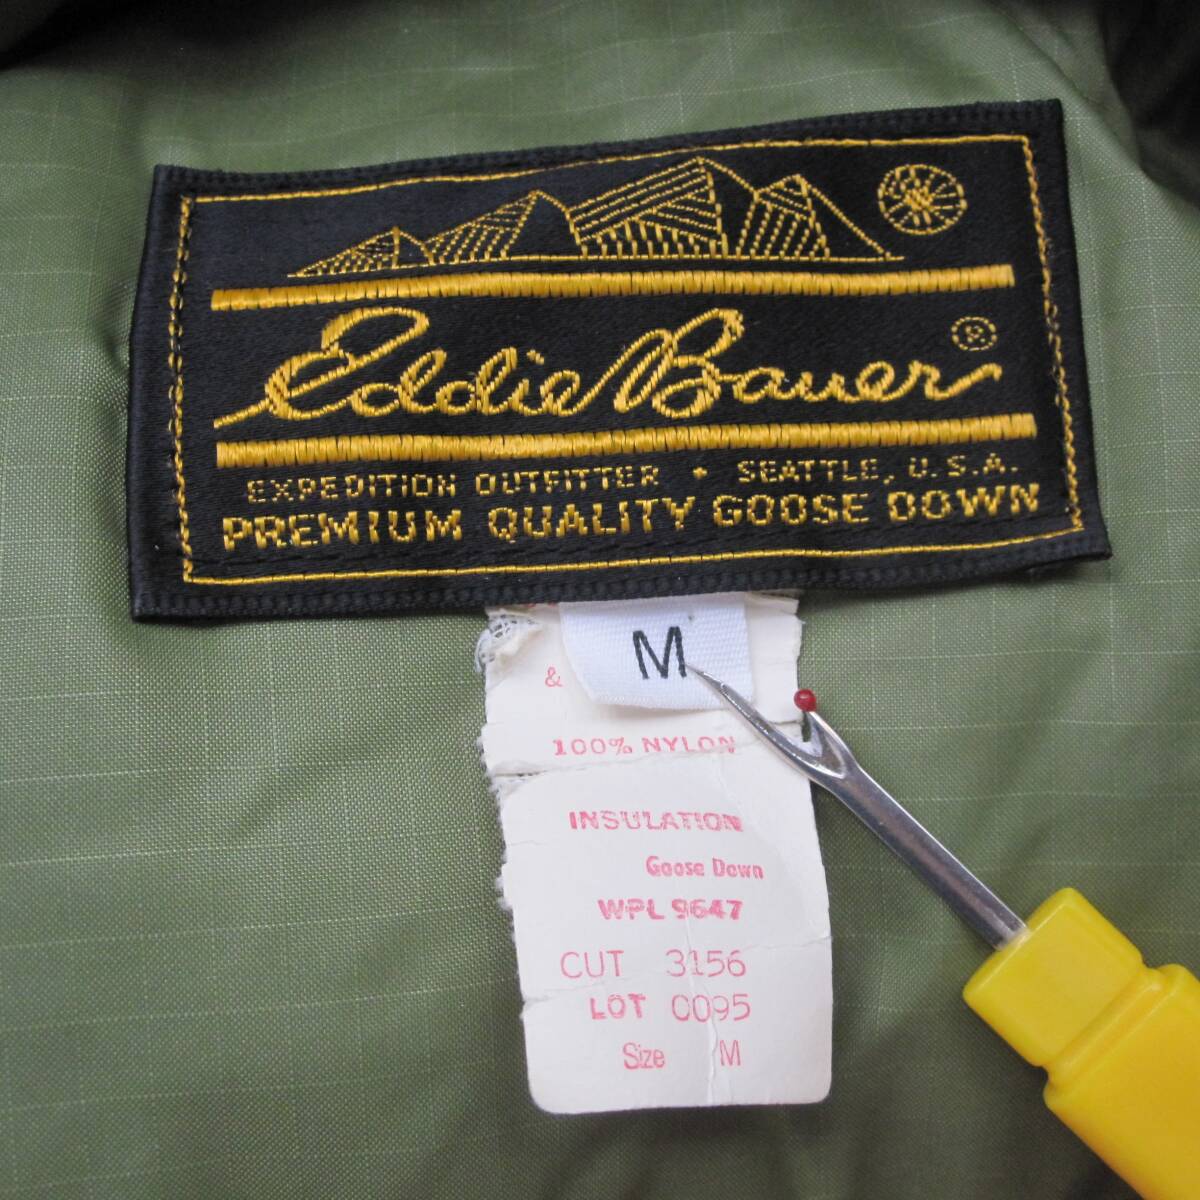 Eddie Bauer ®
EXPEDITION OUTFITTER • SEATTLE, U.S.A.
PREMIUM QUALITY GOOSE DOWN
M
&
100% NYLON
INSULATION
Goose Down
WPL 9647
CUT 3156
LOT 0095
Size M